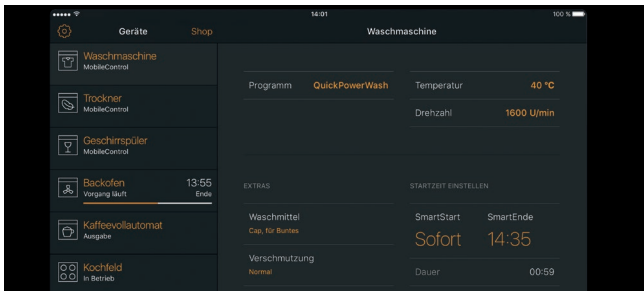 14:01
100 %
Geräte
Shop
Waschmaschine
Waschmaschine
MobileControl
Trockner
MobileControl
Geschirrspüler
MobileControl
Backofen 13:55
Vorgang läuft Ende
Kaffeevollautomat
Ausgabe
Kochfeld
In Betrieb
Programm QuickPowerWash
Temperatur 40 °C
Drehzahl 1600 U/min
EXTRAS
Waschmittel
Cap, für Buntes
Verschmutzung
Normal
STARTZEIT EINSTELLEN
SmartStart SmartEnde
Sofort 14:35
Dauer 00:59